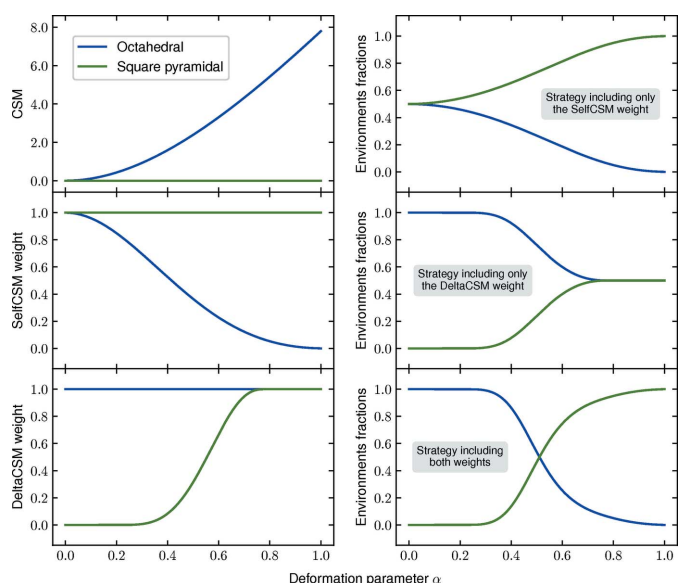 8.0
6.0
4.0
2.0
0.0
CSM
Octahedral
Square pyramidal
1.0
0.8
0.6
0.4
0.2
0.0
Environments fractions
Strategy including only
the SelfCSM weight
1.0
0.8
0.6
0.4
0.2
0.0
SelfCSM weight
1.0
0.8
0.6
0.4
0.2
0.0
Environments fractions
Strategy including only
the DeltaCSM weight
1.0
0.8
0.6
0.4
0.2
0.0
DeltaCSM weight
0.0 0.2 0.4 0.6 0.8 1.0
1.0
0.8
0.6
0.4
0.2
0.0
Environments fractions
Strategy including
both weights
0.0 0.2 0.4 0.6 0.8 1.0
Deformation parameter α